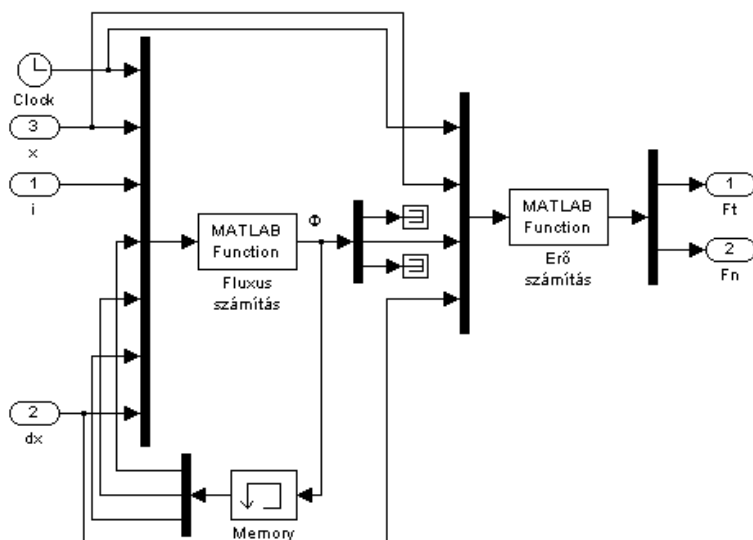 Clock
3
x
1
i
2
dx
MATLAB
Function
Fluxus
számítás
Φ
Memory
MATLAB
Function
Erő
számítás
1
Ft
2
Fn